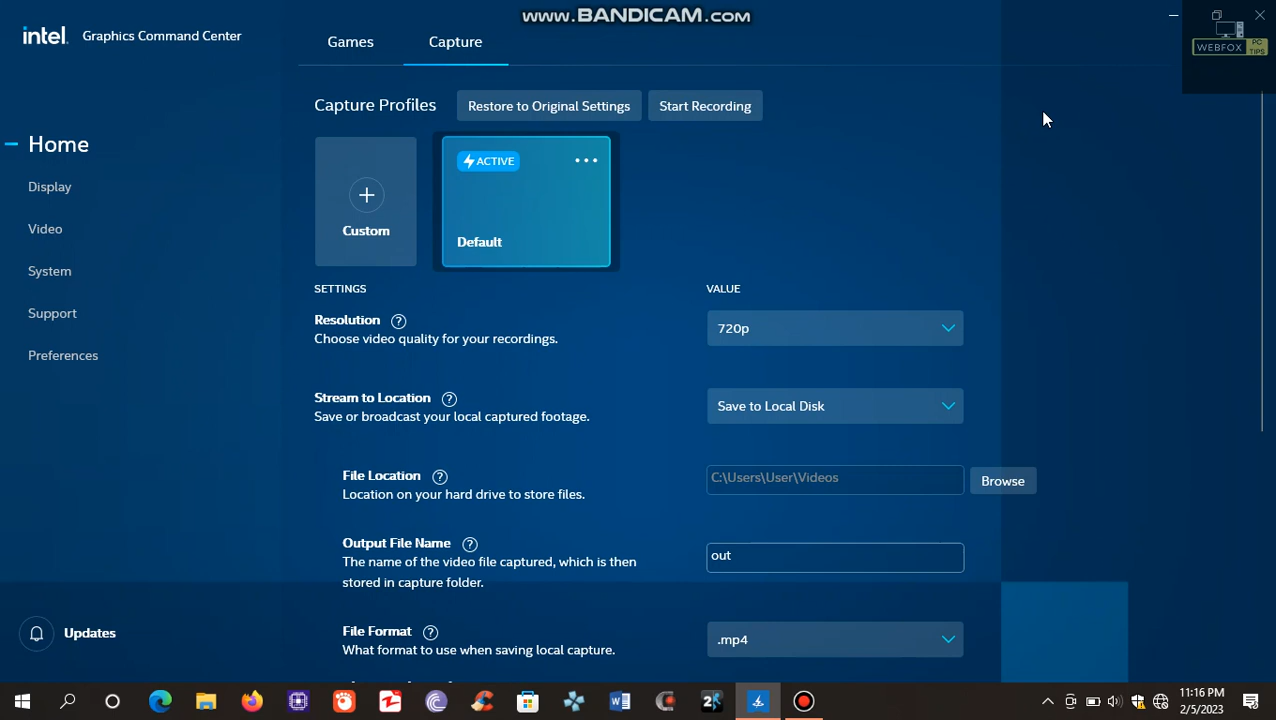 www.BANDICAM.com
intel. Graphics Command Center
Games
Capture
WEBFOX PC TIPS
Capture Profiles
Restore to Original Settings
Start Recording
Home
Display
Video
System
Support
Preferences
Custom
ACTIVE
Default
SETTINGS
VALUE
Resolution ?
Choose video quality for your recordings.
720p
Stream to Location ?
Save or broadcast your local captured footage.
Save to Local Disk
File Location ?
Location on your hard drive to store files.
C:\Users\User\Videos
Browse
Output File Name ?
The name of the video file captured, which is then
stored in capture folder.
out
File Format ?
What format to use when saving local capture.
.mp4
Updates
11:16 PM
2/5/2023